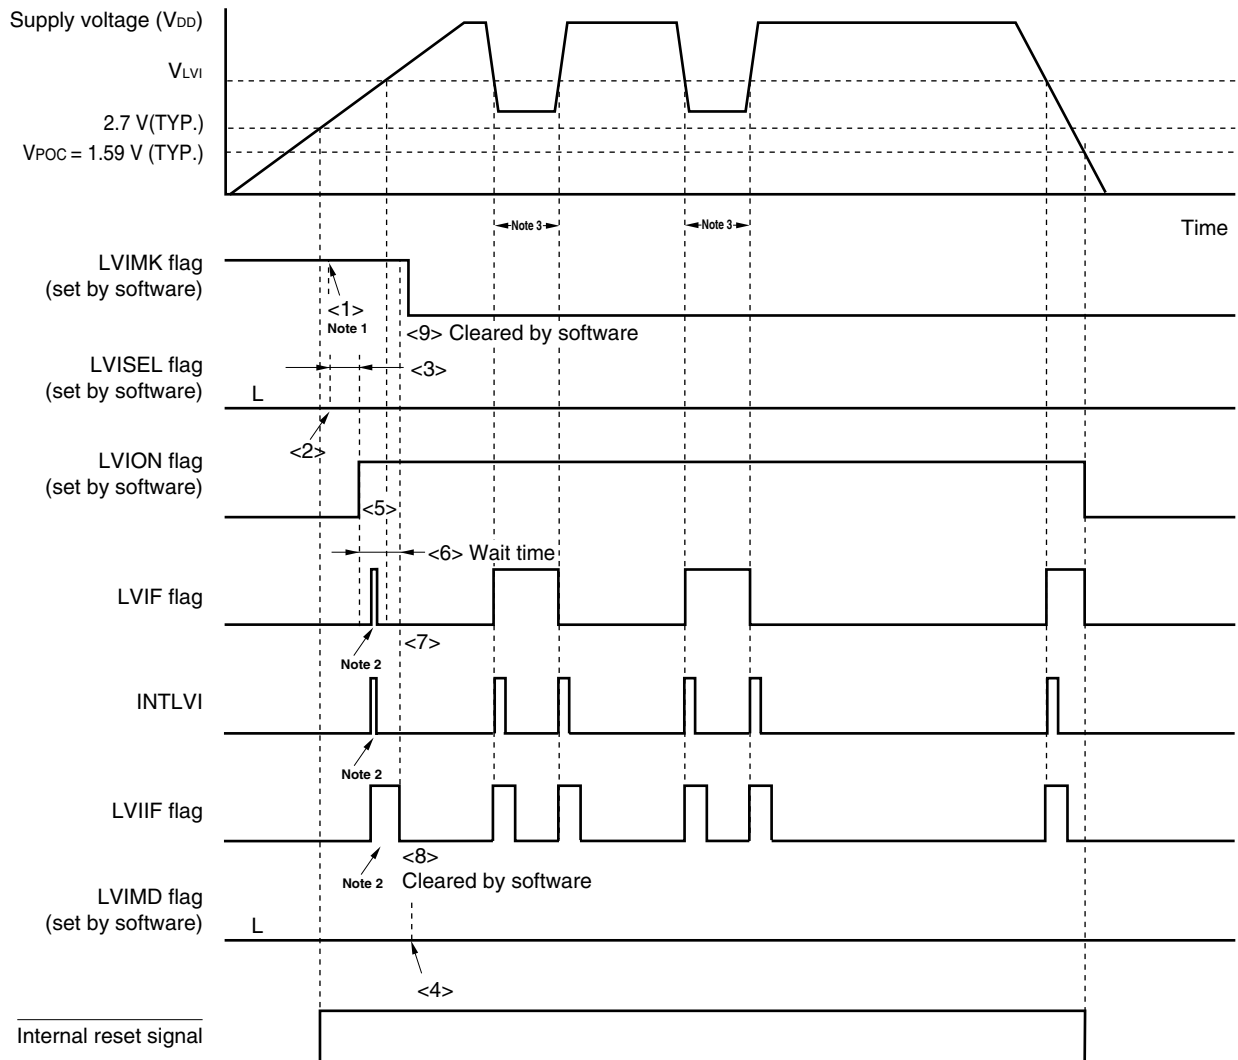 Supply voltage (VDD)
VLVI
2.7 V(TYP.)
VPOC = 1.59 V (TYP.)
Note 3
Note 3
Time
LVIMK flag
(set by software)
<1>
Note 1
<9> Cleared by software
LVISEL flag
(set by software)
L
<3>
<2>
LVION flag
(set by software)
<5>
<6> Wait time
LVIF flag
<7>
Note 2
INTLVI
Note 2
LVIIF flag
<8>
Note 2
Cleared by software
LVIMD flag
(set by software)
L
<4>
Internal reset signal